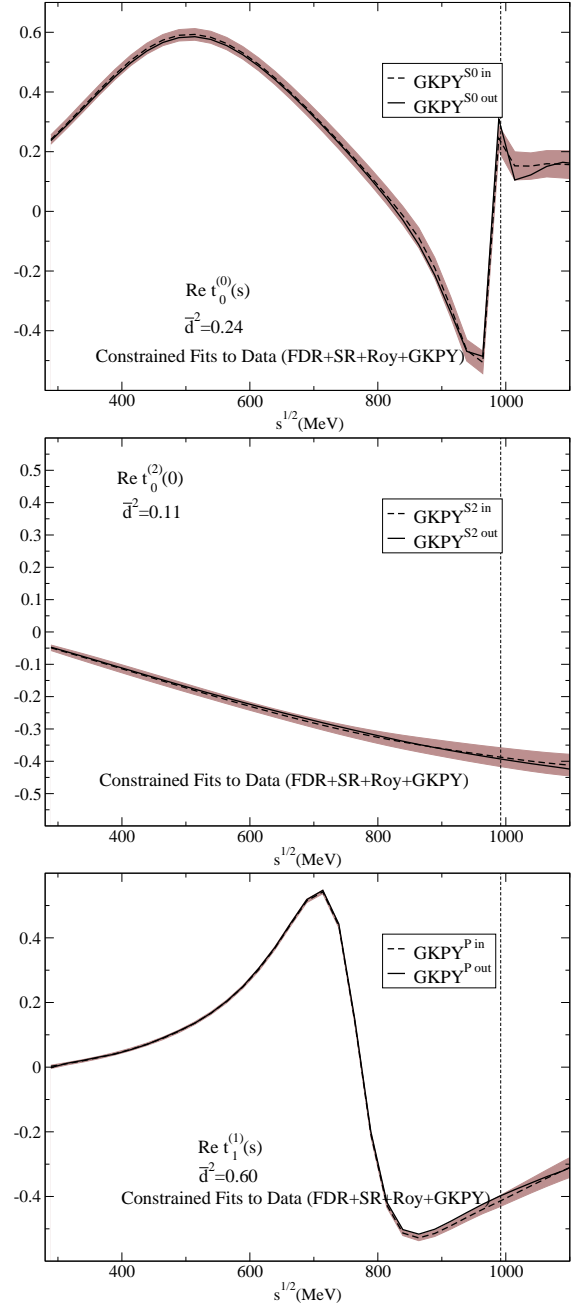 0.6
0.4
0.2
0
-0.2
-0.4
GKPY^S0 in
GKPY^S0 out
Re t_0^(0)(s)
d̄²=0.24
Constrained Fits to Data (FDR+SR+Roy+GKPY)
400 600 800 1000
s^1/2(MeV)
0.5
0.4
0.3
0.2
0.1
0
-0.1
-0.2
-0.3
-0.4
-0.5
Re t_0^(2)(0)
d̄²=0.11
GKPY^S2 in
GKPY^S2 out
Constrained Fits to Data (FDR+SR+Roy+GKPY)
400 600 800 1000
s^1/2(MeV)
0.4
0.2
0
-0.2
-0.4
GKPY^P in
GKPY^P out
Re t_1^(1)(s)
d̄²=0.60
Constrained Fits to Data (FDR+SR+Roy+GKPY)
400 600 800 1000
s^1/2(MeV)